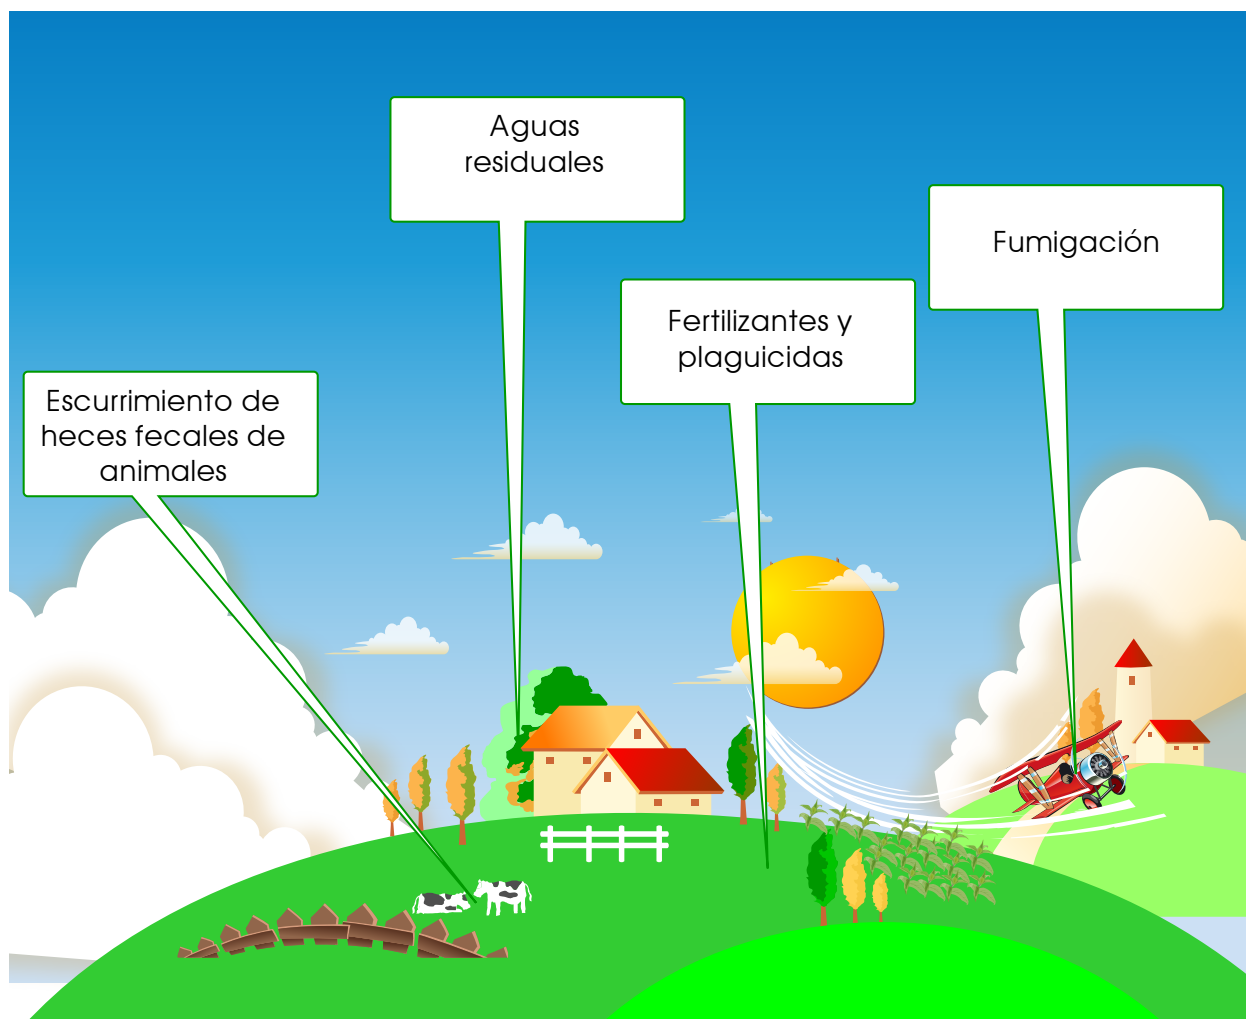 Aguas
residuales
Fumigación
Fertilizantes y
plaguicidas
Escurrimiento de
heces fecales de
animales